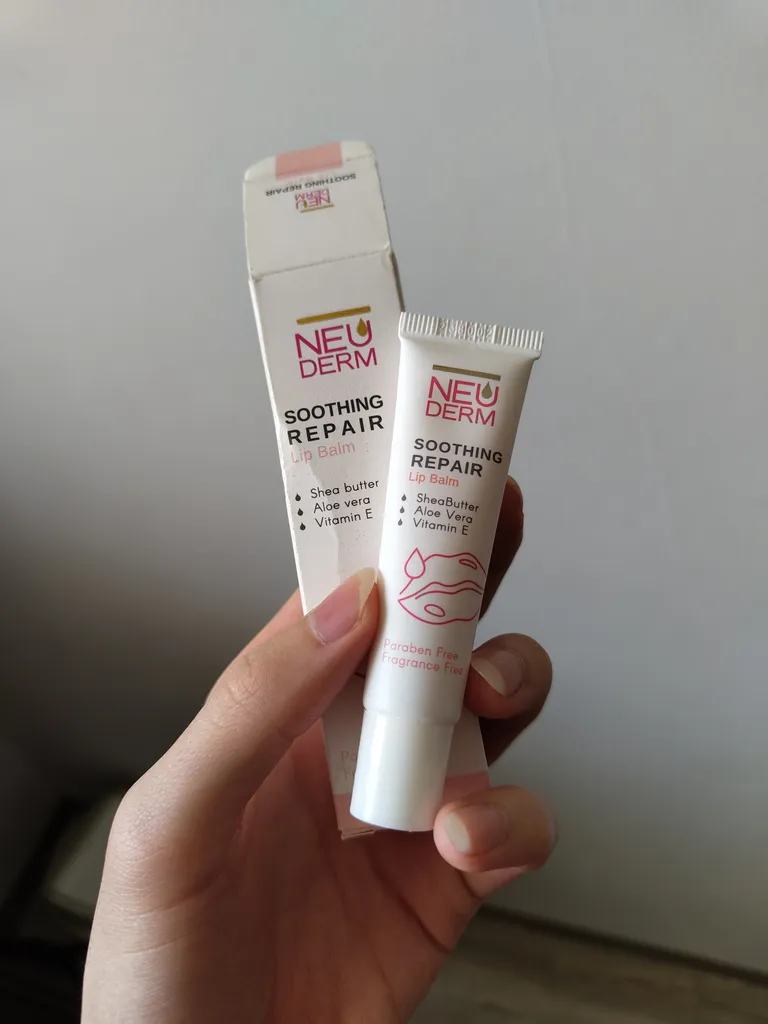 SOOTHING REPAIR
NEU
DERM
NEU
DERM
SOOTHING
REPAIR
Lip Balm
Shea butter
Aloe vera
Vitamin E
NEU
DERM
SOOTHING
REPAIR
Lip Balm
SheaButter
Aloe Vera
Vitamin E
Paraben Free
Fragrance Free